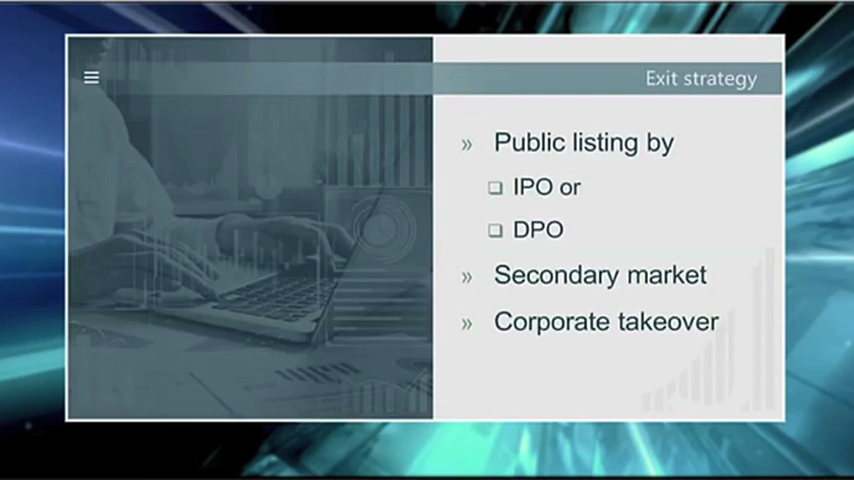 Exit strategy
» Public listing by
❑ IPO or
❑ DPO
» Secondary market
» Corporate takeover